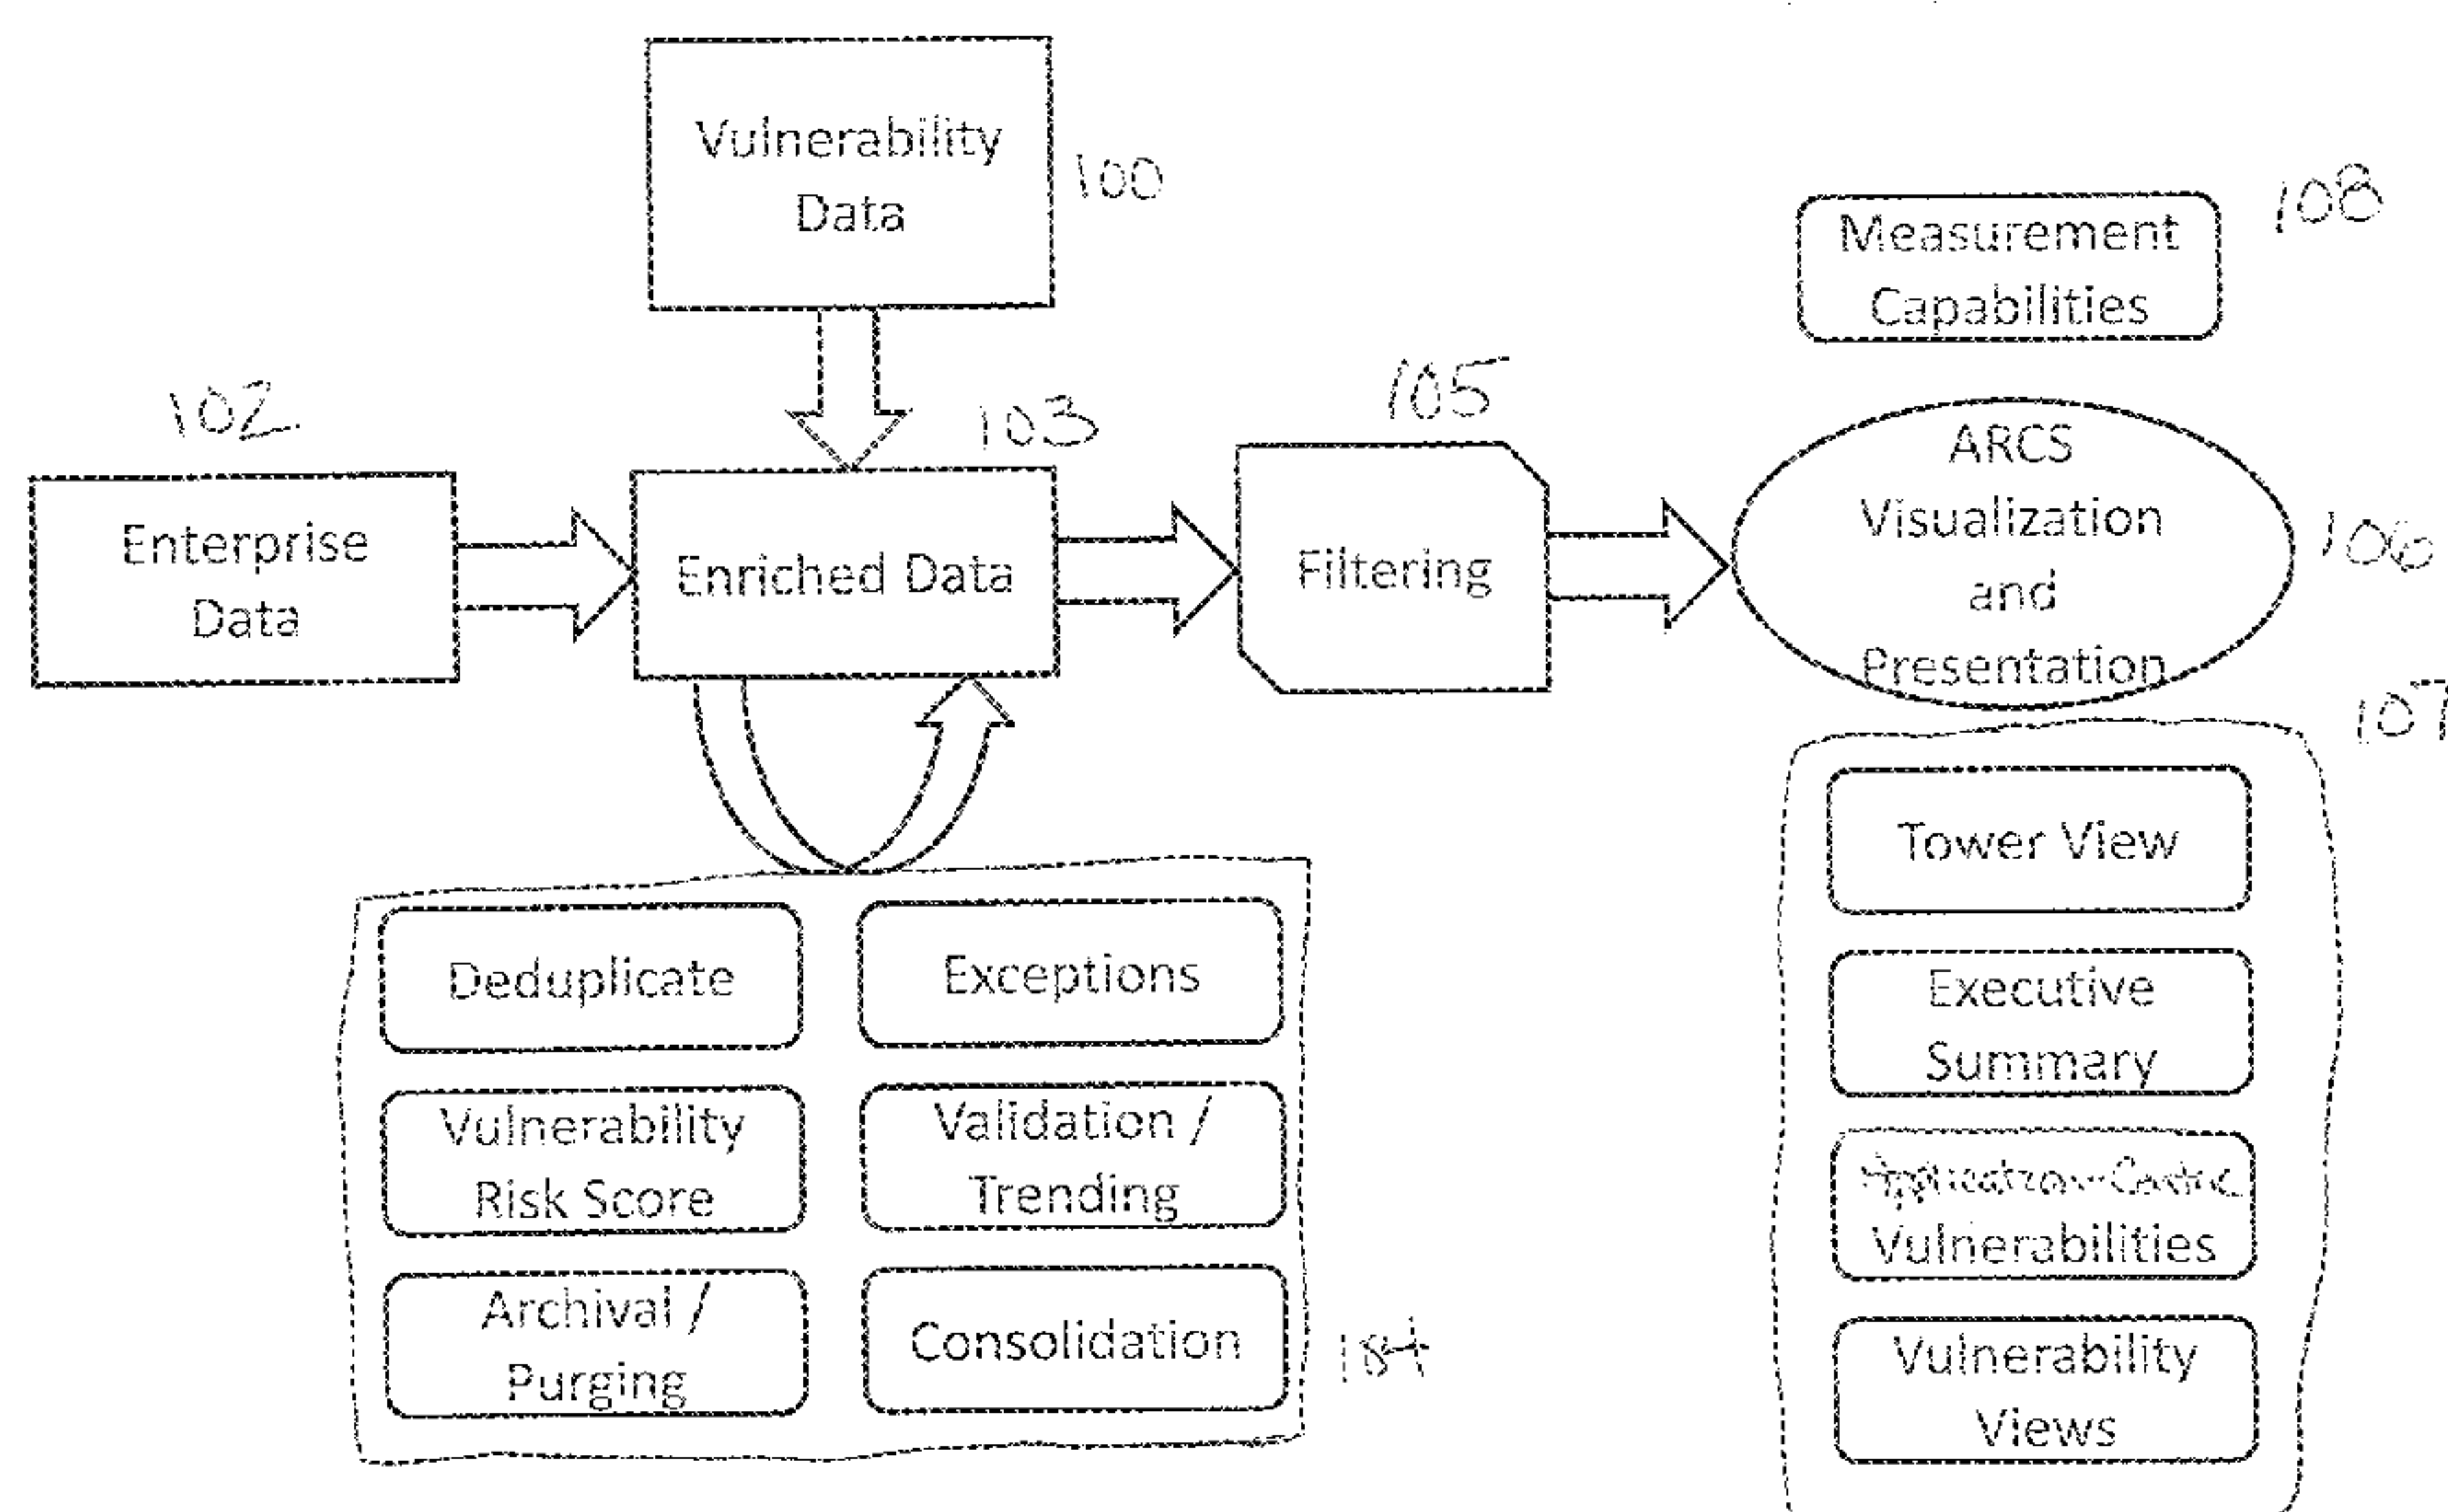 Vulnerability
Data
100
Measurement
Capabilities
108
102
103
105
Enterprise
Data
Enriched Data
Filtering
ARCS
Visualization
and
Presentation
106
107
Deduplicate
Exceptions
Vulnerability
Risk Score
Validation /
Trending
Archival /
Purging
Consolidation
184
Tower View
Executive
Summary
Vulnerabilities
Vulnerability
Views